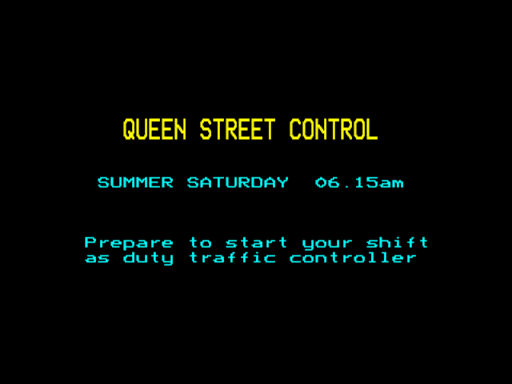 QUEEN STREET CONTROL
SUMMER SATURDAY  06.15am
Prepare to start your shift
as duty traffic controller